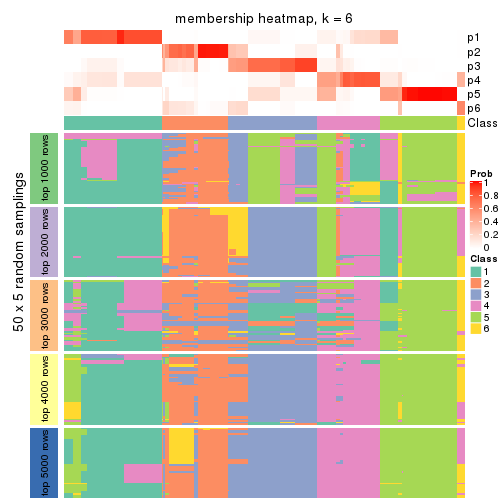 membership heatmap, k = 6
p1
p2
p3
p4
p5
p6
Class
50 x 5 random samplings
top 1000 rows
top 2000 rows
top 3000 rows
top 4000 rows
top 5000 rows
Prob
1
0.8
0.6
0.4
0.2
0
Class
1
2
3
4
5
6